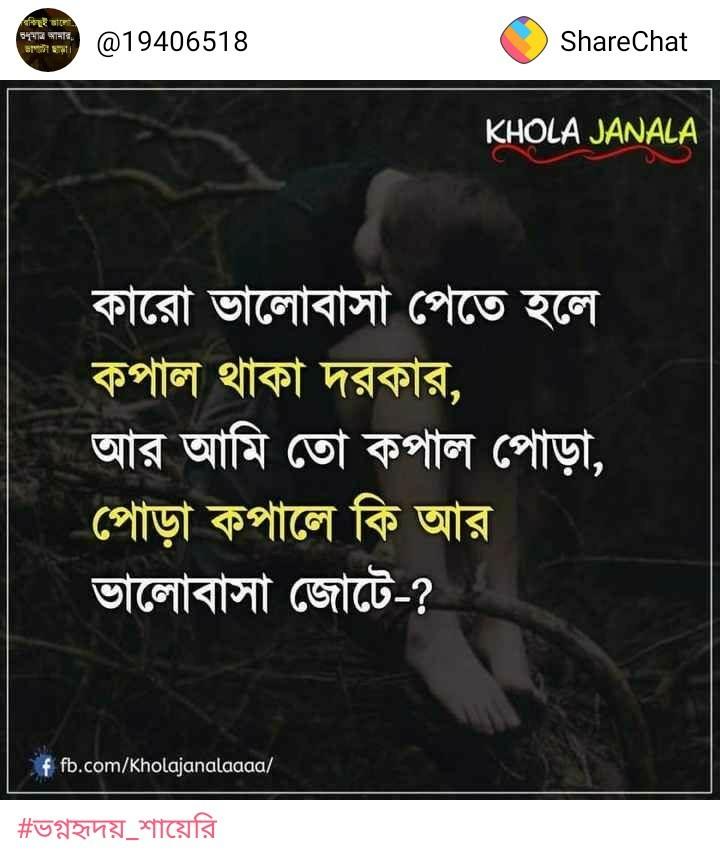 বকিছুই ভালো..
শুধুমাত্র আমার,,
ভাগ্যটা ছাড়া।
@19406518
ShareChat
KHOLA JANALA
কারো ভালোবাসা পেতে হলে
কপাল থাকা দরকার,
আর আমি তো কপাল পোড়া,
পোড়া কপালে কি আর
ভালোবাসা জোটে-?
f fb.com/Kholajanalaaaa/
#ভগ্নহৃদয়_শায়েরি